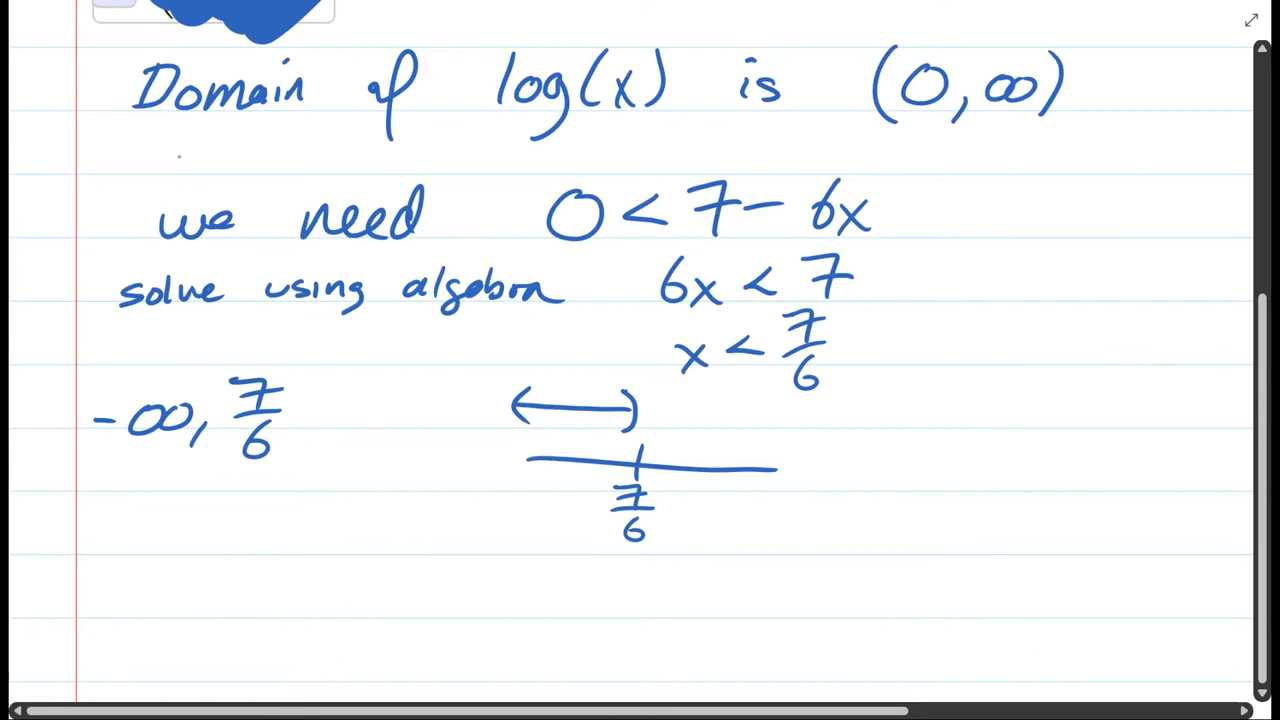 Domain of log(x) is (0, ∞)
we need 0 < 7 - 6x
solve using algebra 6x < 7
x < 7/6
-∞, 7/6
7/6